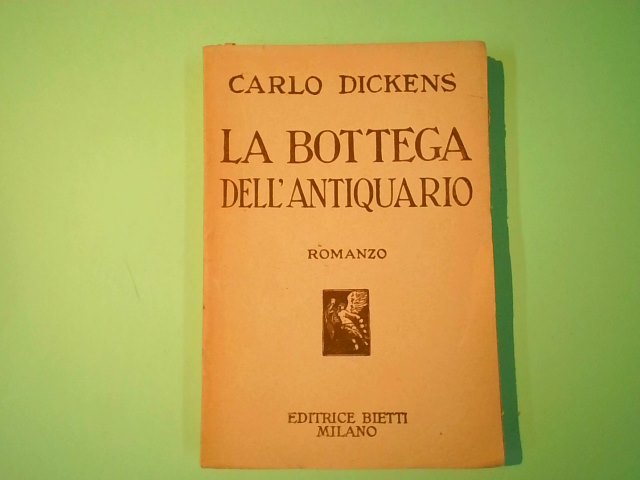 CARLO DICKENS
LA BOTTEGA
DELL'ANTIQUARIO
ROMANZO
EDITRICE BIETTI
MILANO